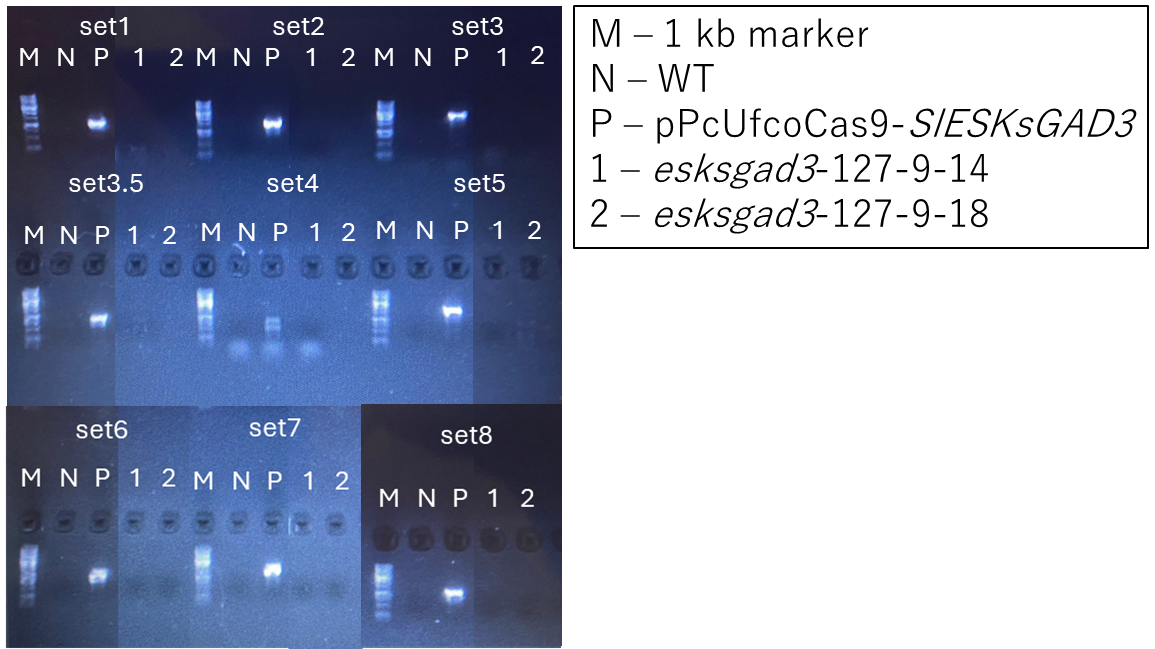 set1 set2 set3
M N P 1 2 M N P 1 2 M N P 1 2
set3.5 set4 set5
M N P 1 2 M N P 1 2 M N P 1 2
set6 set7 set8
M N P 1 2 M N P 1 2 M N P 1 2
M – 1 kb marker
N – WT
P – pPcUfcoCas9-SlESKsGAD3
1 – esksgad3-127-9-14
2 – esksgad3-127-9-18